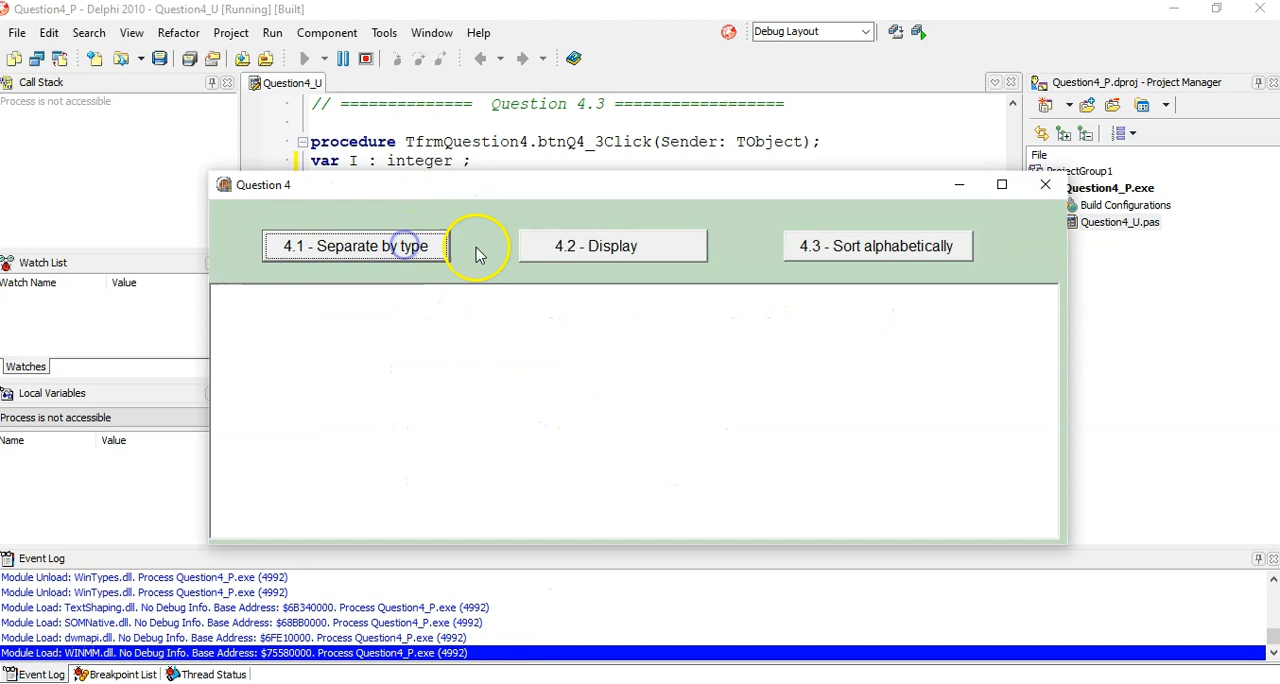 Question4_P - Delphi 2010 - Question4_U [Running] [Built]
File Edit Search View Refactor Project Run Component Tools Window Help
Debug Layout
Call Stack
Question4_U
Question4_P.dproj - Project Manager
Process is not accessible
// ============== Question 4.3 ==================
procedure TfrmQuestion4.btnQ4_3Click(Sender: TObject);
var I : integer ;
File
ProjectGroup1
Question4_P.exe
Build Configurations
Question4_U.pas
Question 4
4.1 - Separate by type
4.2 - Display
4.3 - Sort alphabetically
Watch List
Watch Name Value
Watches
Local Variables
Process is not accessible
Name Value
Event Log
Module Unload: WinTypes.dll. Process Question4_P.exe (4992)
Module Unload: WinTypes.dll. Process Question4_P.exe (4992)
Module Load: TextShaping.dll. No Debug Info. Base Address: $6B340000. Process Question4_P.exe (4992)
Module Load: SOMNative.dll. No Debug Info. Base Address: $68BB0000. Process Question4_P.exe (4992)
Module Load: dwmapi.dll. No Debug Info. Base Address: $6FE10000. Process Question4_P.exe (4992)
Module Load: WINMM.dll. No Debug Info. Base Address: $75580000. Process Question4_P.exe (4992)
Event Log Breakpoint List Thread Status